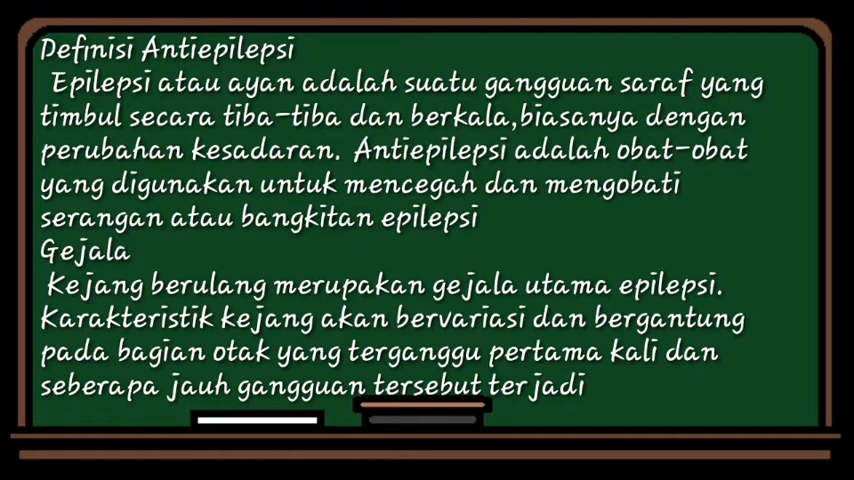 Definisi Antiepilepsi
Epilepsi atau ayan adalah suatu gangguan saraf yang
timbul secara tiba-tiba dan berkala,biasanya dengan
perubahan kesadaran. Antiepilepsi adalah obat-obat
yang digunakan untuk mencegah dan mengobati
serangan atau bangkitan epilepsi
Gejala
Kejang berulang merupakan gejala utama epilepsi.
Karakteristik kejang akan bervariasi dan bergantung
pada bagian otak yang terganggu pertama kali dan
seberapa jauh gangguan tersebut terjadi